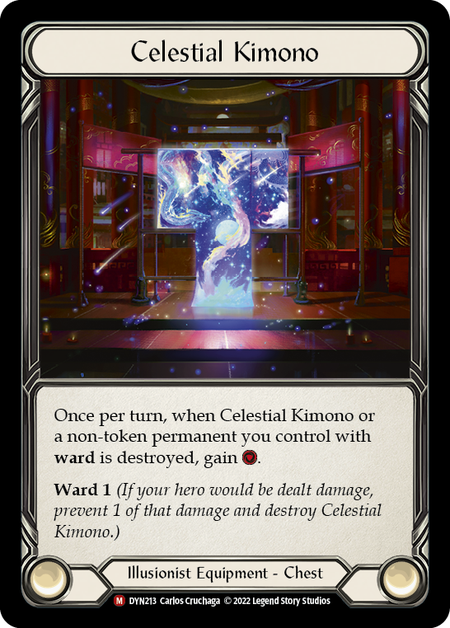 Celestial Kimono
Once per turn, when Celestial Kimono or
a non-token permanent you control with
ward is destroyed, gain .
Ward 1 (If your hero would be dealt damage,
prevent 1 of that damage and destroy Celestial
Kimono.)
Illusionist Equipment - Chest
M DYN213 Carlos Cruchaga © 2022 Legend Story Studios